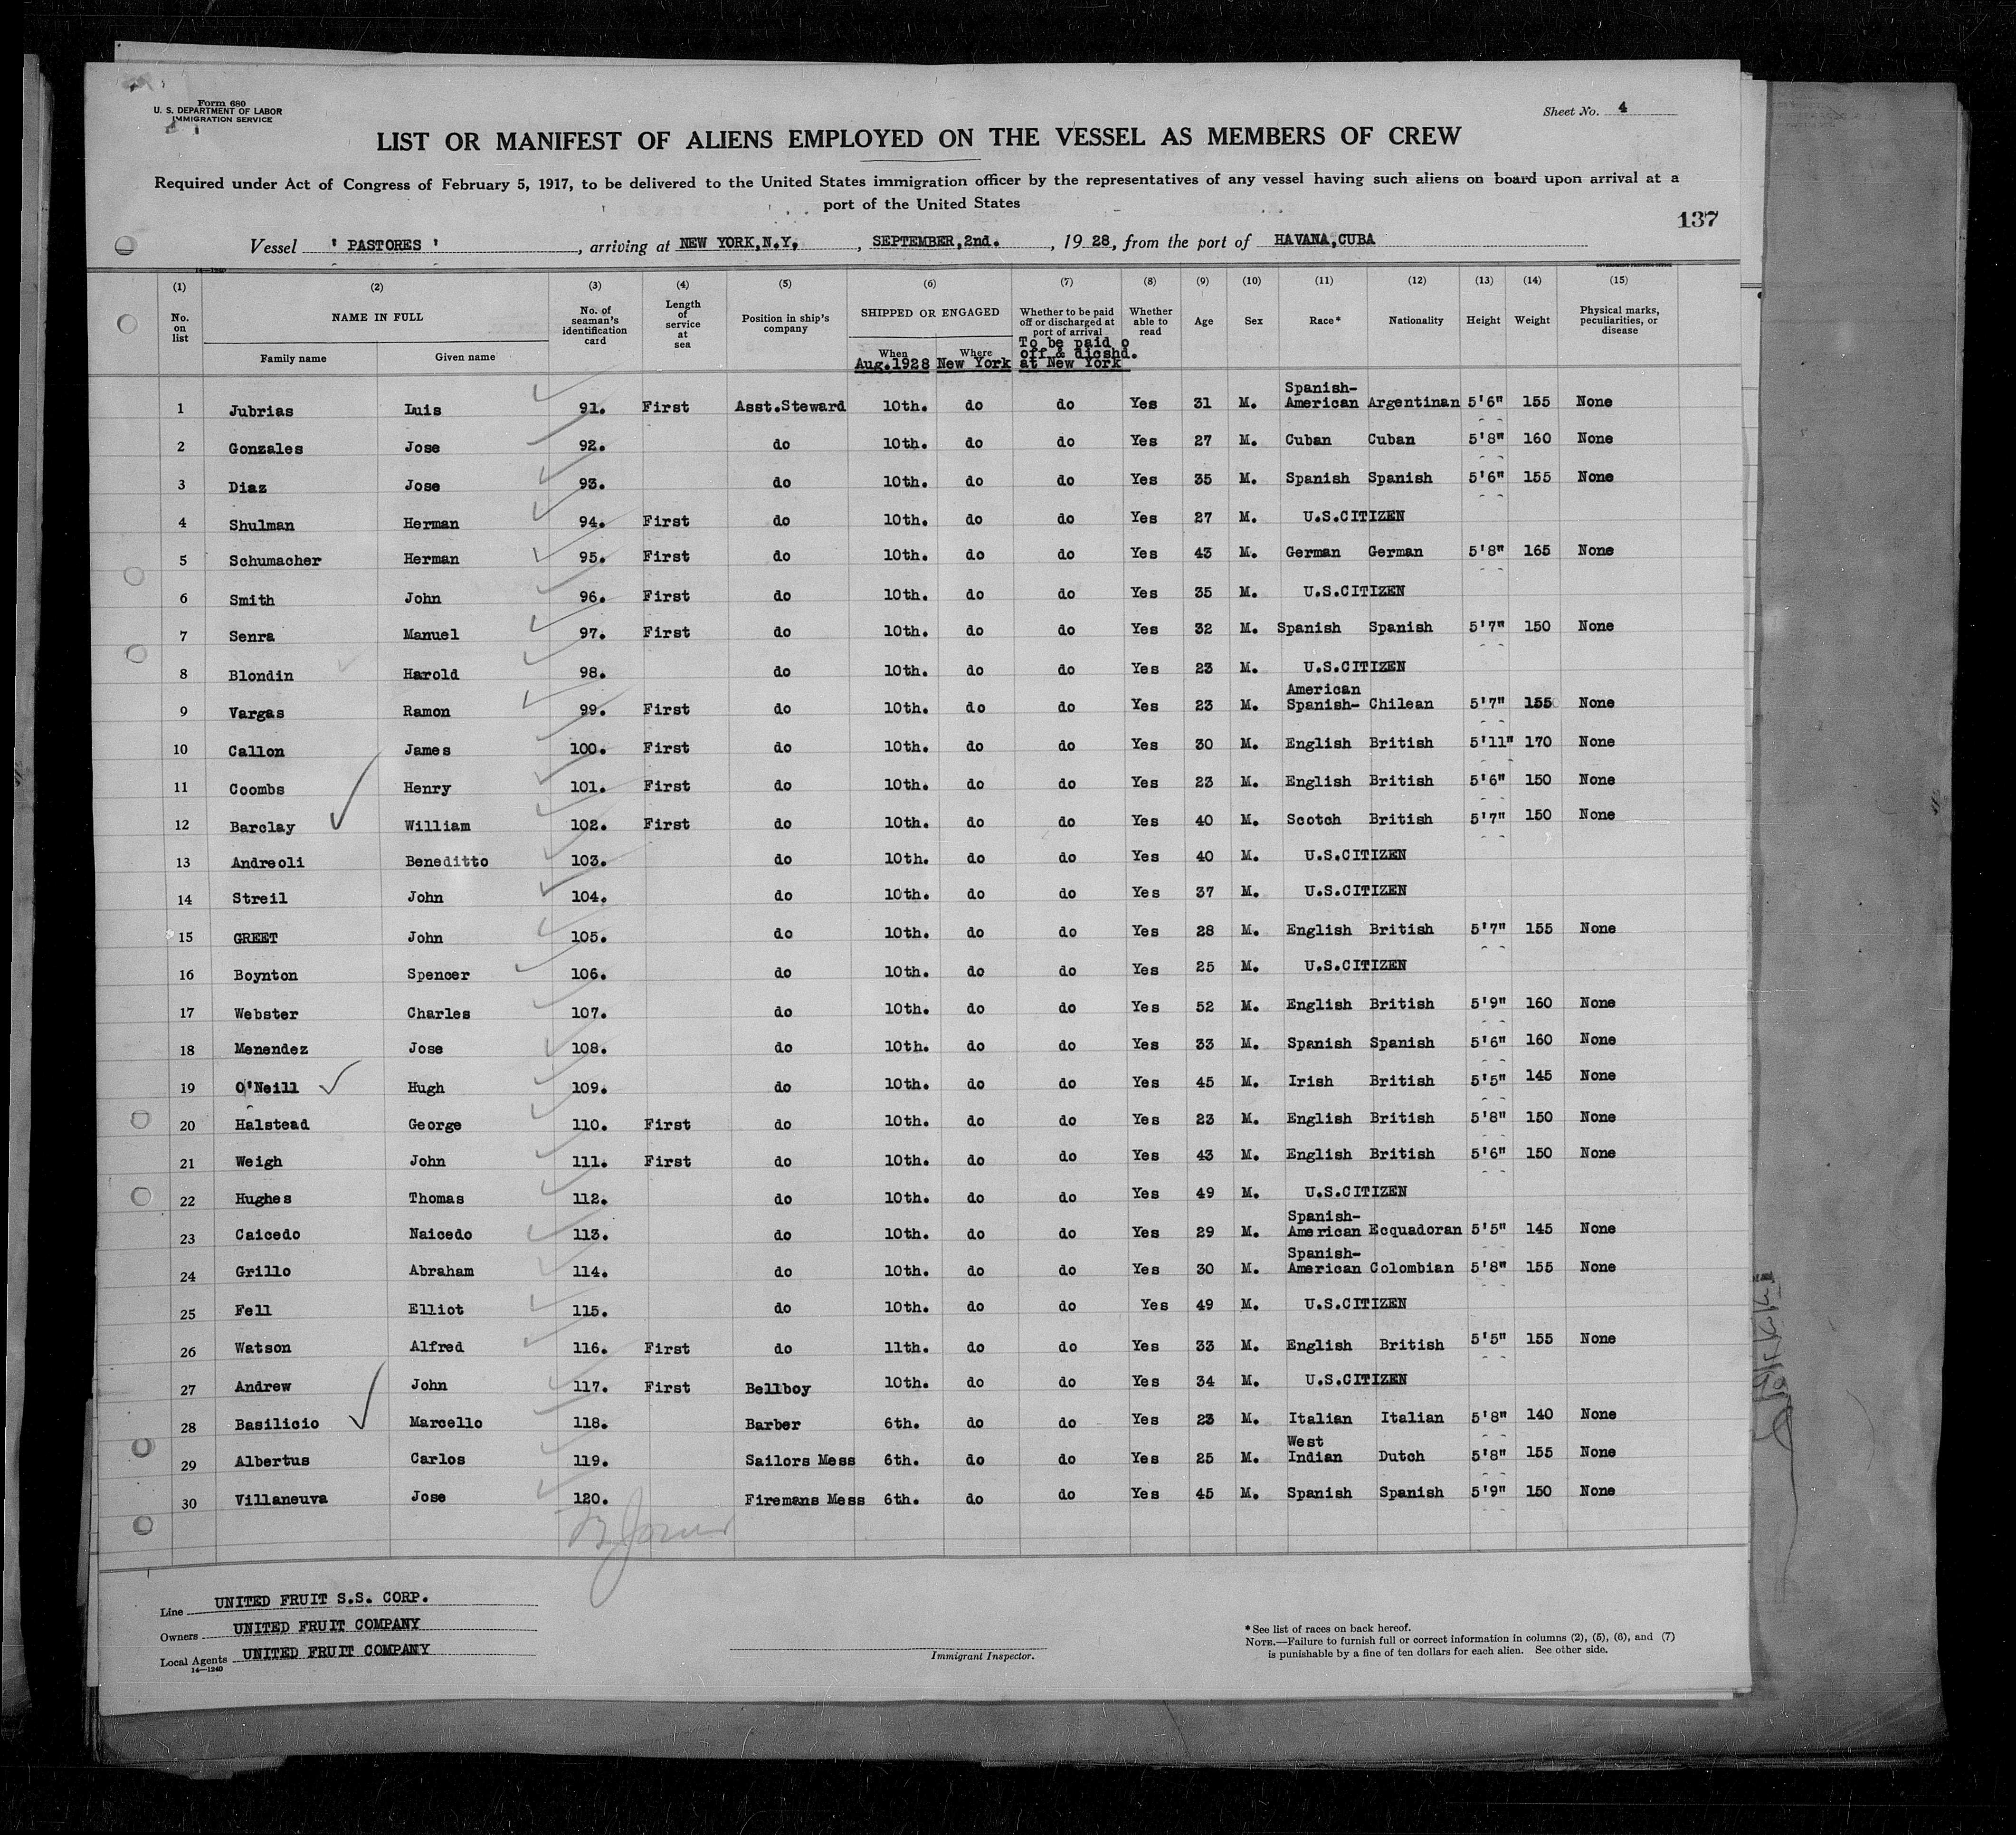 Form 680
U. S. DEPARTMENT OF LABOR
IMMIGRATION SERVICE
Sheet No. 4
LIST OR MANIFEST OF ALIENS EMPLOYED ON THE VESSEL AS MEMBERS OF CREW
Required under Act of Congress of February 5, 1917, to be delivered to the United States immigration officer by the representatives of any vessel having such aliens on board upon arrival at a
port of the United States
137
Vessel ' PASTORES ' , arriving at NEW YORK,N.Y, , SEPTEMBER,2nd. , 19 28, from the port of HAVANA,CUBA
14—1240
(1) (2) (3) (4) (5) (6) (7) (8) (9) (10) (11) (12) (13) (14) (15)
No. on list NAME IN FULL No. of seaman's identification card Length of service at sea Position in ship's company SHIPPED OR ENGAGED Whether to be paid off or discharged at port of arrival Whether able to read Age Sex Race* Nationality Height Weight Physical marks, peculiarities, or disease
Family name Given name When Where To be paid o off & dicshd.
Aug.1928 New York at New York
1 Jubrias Luis 91. First Asst.Steward 10th. do do Yes 31 M. Spanish-American Argentinan 5'6" 155 None
2 Gonzales Jose 92. do 10th. do do Yes 27 M. Cuban Cuban 5'8" 160 None
3 Diaz Jose 93. do 10th. do do Yes 35 M. Spanish Spanish 5'6" 155 None
4 Shulman Herman 94. First do 10th. do do Yes 27 M. U.S.CITIZEN
5 Schumacher Herman 95. First do 10th. do do Yes 43 M. German German 5'8" 165 None
6 Smith John 96. First do 10th. do do Yes 35 M. U.S.CITIZEN
7 Senra Manuel 97. First do 10th. do do Yes 32 M. Spanish Spanish 5'7" 150 None
8 Blondin Harold 98. do 10th. do do Yes 23 M. U.S.CITIZEN
9 Vargas Ramon 99. First do 10th. do do Yes 23 M. American Spanish- Chilean 5'7" 155 None
10 Callon James 100. First do 10th. do do Yes 30 M. English British 5'11" 170 None
11 Coombs Henry 101. First do 10th. do do Yes 23 M. English British 5'6" 150 None
12 Barclay William 102. First do 10th. do do Yes 40 M. Scotch British 5'7" 150 None
13 Andreoli Beneditto 103. do 10th. do do Yes 40 M. U.S.CITIZEN
14 Streil John 104. do 10th. do do Yes 37 M. U.S.CITIZEN
15 GREET John 105. do 10th. do do Yes 28 M. English British 5'7" 155 None
16 Boynton Spencer 106. do 10th. do do Yes 25 M. U.S.CITIZEN
17 Webster Charles 107. do 10th. do do Yes 52 M. English British 5'9" 160 None
18 Menendez Jose 108. do 10th. do do Yes 33 M. Spanish Spanish 5'6" 160 None
19 O'Neill Hugh 109. do 10th. do do Yes 45 M. Irish British 5'5" 145 None
20 Halstead George 110. First do 10th. do do Yes 23 M. English British 5'8" 150 None
21 Weigh John 111. First do 10th. do do Yes 43 M. English British 5'6" 150 None
22 Hughes Thomas 112. do 10th. do do Yes 49 M. U.S.CITIZEN
23 Caicedo Naicedo 113. do 10th. do do Yes 29 M. Spanish-American Ecquadoran 5'5" 145 None
24 Grillo Abraham 114. do 10th. do do Yes 30 M. Spanish-American Colombian 5'8" 155 None
25 Fell Elliot 115. do 10th. do do Yes 49 M. U.S.CITIZEN
26 Watson Alfred 116. First do 11th. do do Yes 33 M. English British 5'5" 155 None
27 Andrew John 117. First Bellboy 10th. do do Yes 34 M. U.S.CITIZEN
28 Basilicio Marcello 118. Barber 6th. do do Yes 23 M. Italian Italian 5'8" 140 None
29 Albertus Carlos 119. Sailors Mess 6th. do do Yes 25 M. West Indian Dutch 5'8" 155 None
30 Villaneuva Jose 120. Firemans Mess 6th. do do Yes 45 M. Spanish Spanish 5'9" 150 None
Line UNITED FRUIT S.S. CORP.
Owners UNITED FRUIT COMPANY
Local Agents UNITED FRUIT COMPANY
14—1240
Immigrant Inspector.
* See list of races on back hereof.
NOTE.—Failure to furnish full or correct information in columns (2), (5), (6), and (7)
is punishable by a fine of ten dollars for each alien. See other side.